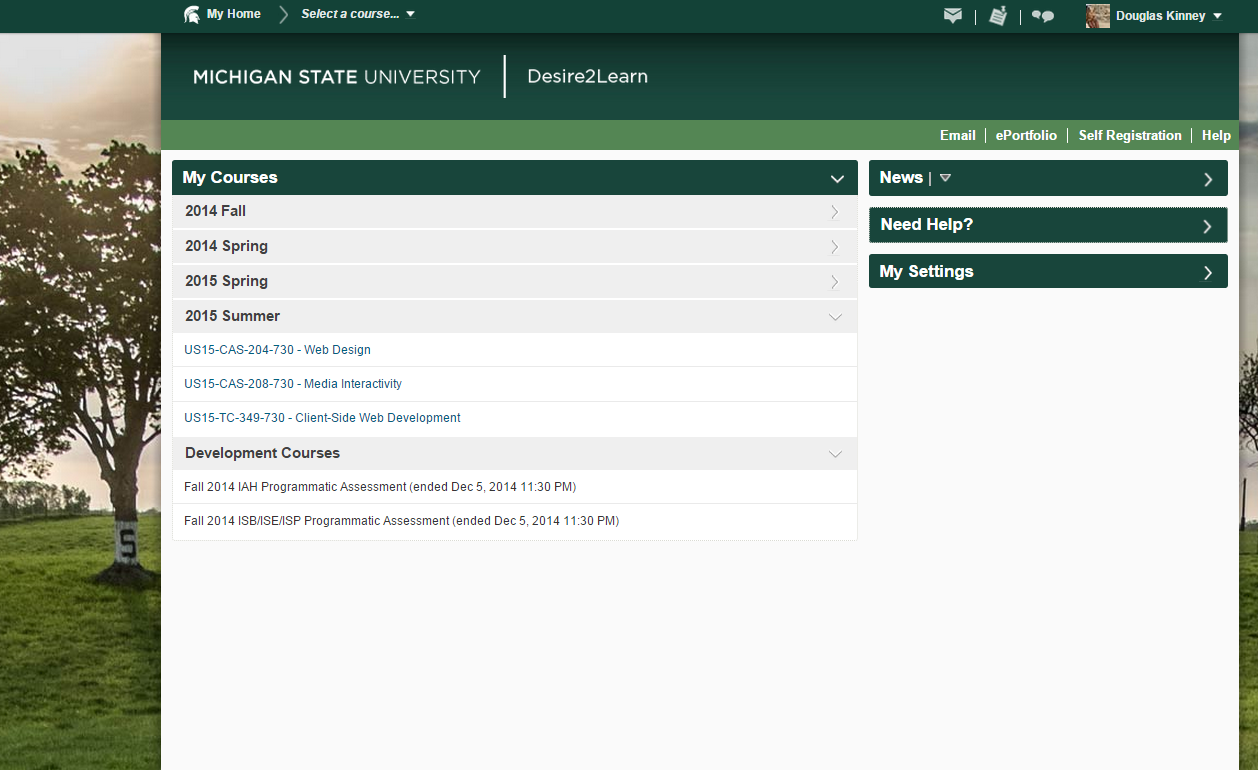 My Home Select a course... Douglas Kinney
MICHIGAN STATE UNIVERSITY | Desire2Learn
Email | ePortfolio | Self Registration | Help
My Courses
2014 Fall
2014 Spring
2015 Spring
2015 Summer
US15-CAS-204-730 - Web Design
US15-CAS-208-730 - Media Interactivity
US15-TC-349-730 - Client-Side Web Development
Development Courses
Fall 2014 IAH Programmatic Assessment (ended Dec 5, 2014 11:30 PM)
Fall 2014 ISB/ISE/ISP Programmatic Assessment (ended Dec 5, 2014 11:30 PM)
News |
Need Help?
My Settings
S